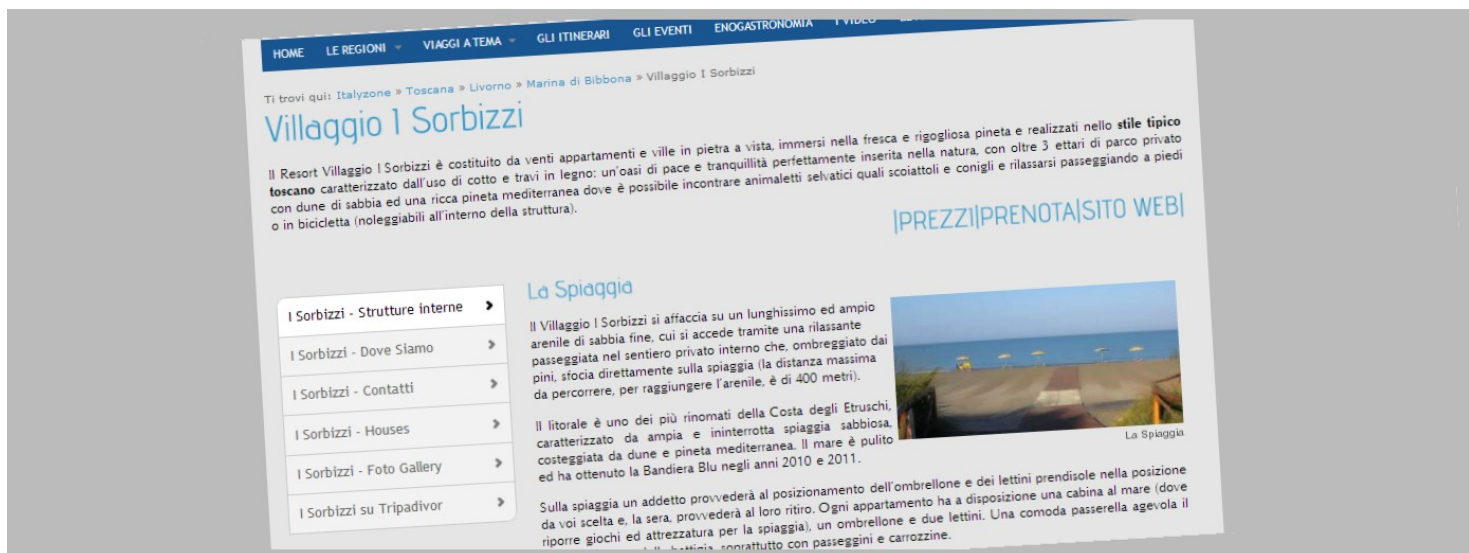 HOME LE REGIONI VIAGGI A TEMA GLI ITINERARI GLI EVENTI ENOGASTRONOMIA I VIDEO
Ti trovi qui: Italyzone » Toscana » Livorno » Marina di Bibbona » Villaggio I Sorbizzi
Villaggio I Sorbizzi
Il Resort Villaggio I Sorbizzi è costituito da venti appartamenti e ville in pietra a vista, immersi nella fresca e rigogliosa pineta e realizzati nello stile tipico
toscano caratterizzato dall'uso di cotto e travi in legno: un'oasi di pace e tranquillità perfettamente inserita nella natura, con oltre 3 ettari di parco privato
con dune di sabbia ed una ricca pineta mediterranea dove è possibile incontrare animaletti selvatici quali scoiattoli e conigli e rilassarsi passeggiando a piedi
o in bicicletta (noleggiabili all'interno della struttura).
|PREZZI|PRENOTA|SITO WEB|
I Sorbizzi - Strutture interne
I Sorbizzi - Dove Siamo
I Sorbizzi - Contatti
I Sorbizzi - Houses
I Sorbizzi - Foto Gallery
I Sorbizzi su Tripadivor
La Spiaggia
Il Villaggio I Sorbizzi si affaccia su un lunghissimo ed ampio
arenile di sabbia fine, cui si accede tramite una rilassante
passeggiata nel sentiero privato interno che, ombreggiato dai
pini, sfocia direttamente sulla spiaggia (la distanza massima
da percorrere, per raggiungere l'arenile, è di 400 metri).
Il litorale è uno dei più rinomati della Costa degli Etruschi,
caratterizzato da ampia e ininterrotta spiaggia sabbiosa,
costeggiata da dune e pineta mediterranea. Il mare è pulito
ed ha ottenuto la Bandiera Blu negli anni 2010 e 2011.
La Spiaggia
Sulla spiaggia un addetto provvederà al posizionamento dell'ombrellone e dei lettini prendisole nella posizione
da voi scelta e, la sera, provvederà al loro ritiro. Ogni appartamento ha a disposizione una cabina al mare (dove
riporre giochi ed attrezzatura per la spiaggia), un ombrellone e due lettini. Una comoda passerella agevola il
battigia, soprattutto con passeggini e carrozzine.